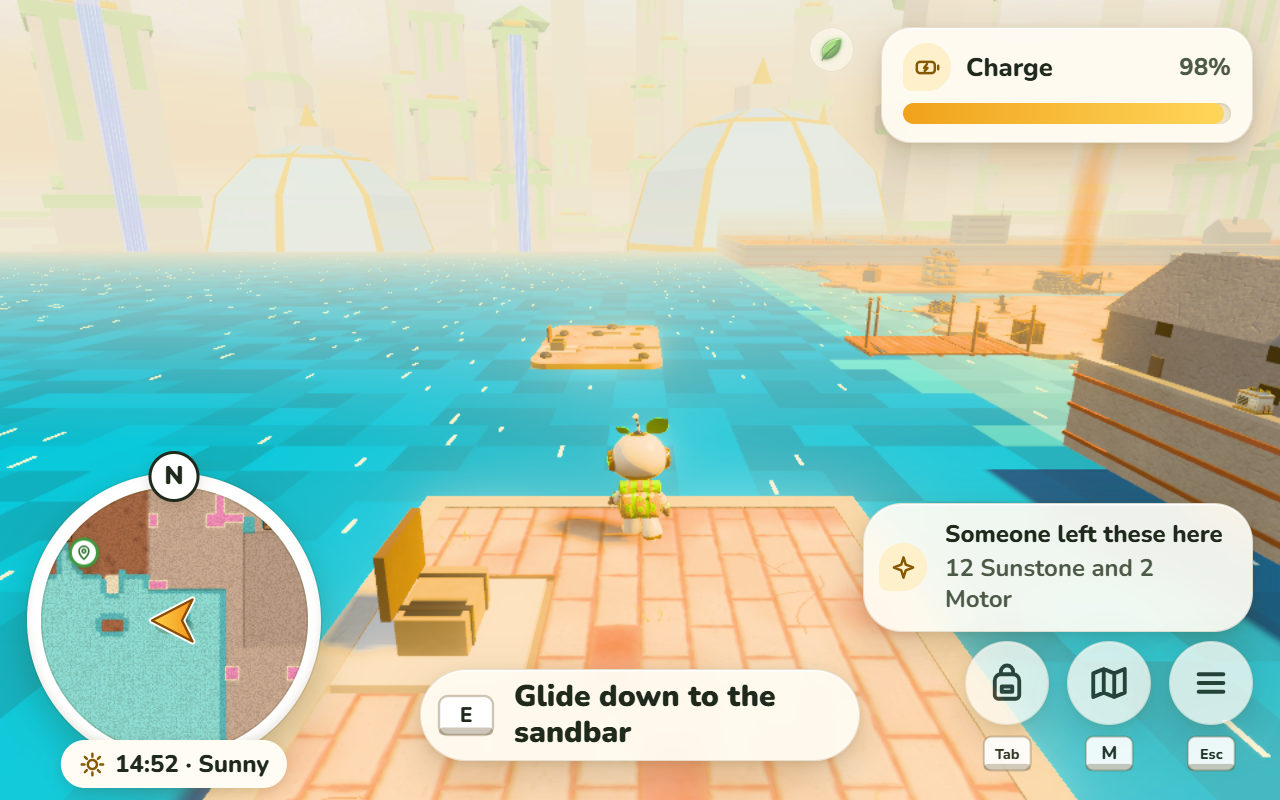 Charge 98%
N
Someone left these here
12 Sunstone and 2
Motor
E Glide down to the
sandbar
14:52 · Sunny
Tab M Esc